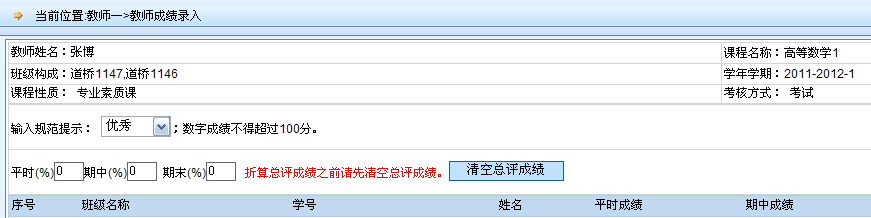 当前位置:教师一>教师成绩录入
教师姓名：张博 课程名称：高等数学1
班级构成：道桥1147,道桥1146 学年学期：2011-2012-1
课程性质： 专业素质课 考核方式： 考试
输入规范提示： 优秀 ；数字成绩不得超过100分。
平时(%)0 期中(%)0 期末(%)0 折算总评成绩之前请先清空总评成绩。 清空总评成绩
序号 班级名称 学号 姓名 平时成绩 期中成绩